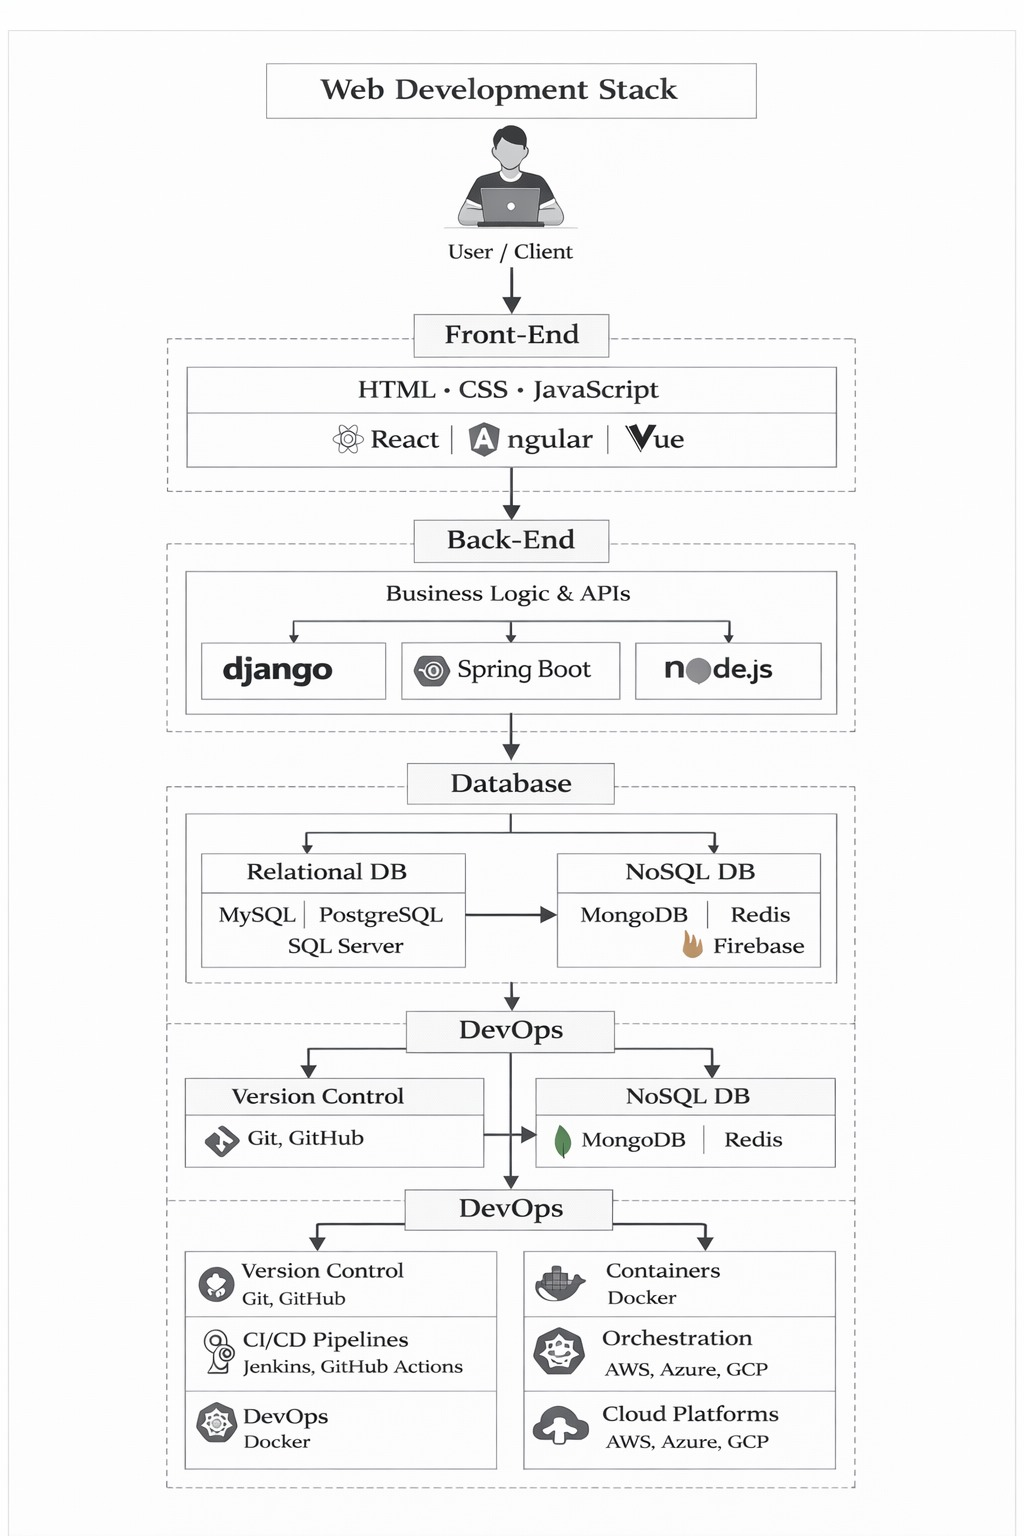 Web Development Stack
User / Client
Front-End
HTML · CSS · JavaScript
React | Angular | Vue
Back-End
Business Logic & APIs
django
Spring Boot
node.js
Database
Relational DB
MySQL | PostgreSQL
SQL Server
NoSQL DB
MongoDB | Redis
Firebase
DevOps
Version Control
Git, GitHub
NoSQL DB
MongoDB | Redis
DevOps
Version Control
Git, GitHub
CI/CD Pipelines
Jenkins, GitHub Actions
DevOps
Docker
Containers
Docker
Orchestration
AWS, Azure, GCP
Cloud Platforms
AWS, Azure, GCP